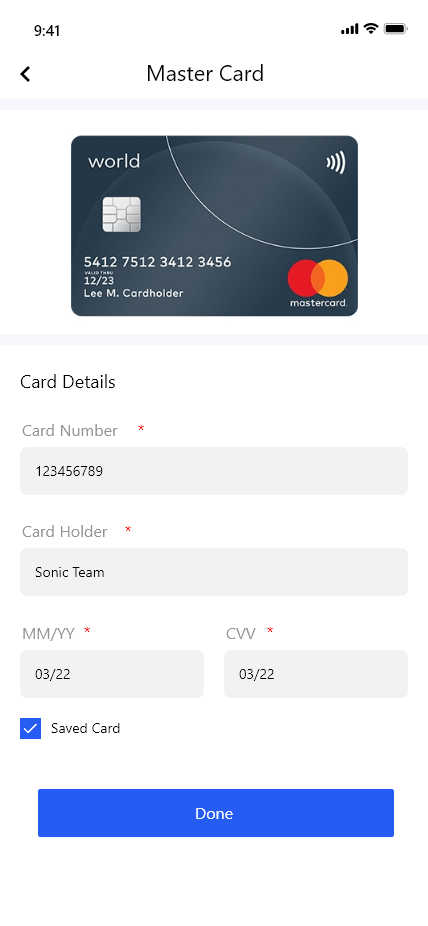 9:41
Master Card
world
5412 7512 3412 3456
VALID THRU
12/23
Lee M. Cardholder
mastercard.
Card Details
Card Number *
123456789
Card Holder *
Sonic Team
MM/YY * CVV *
03/22 03/22
Saved Card
Done